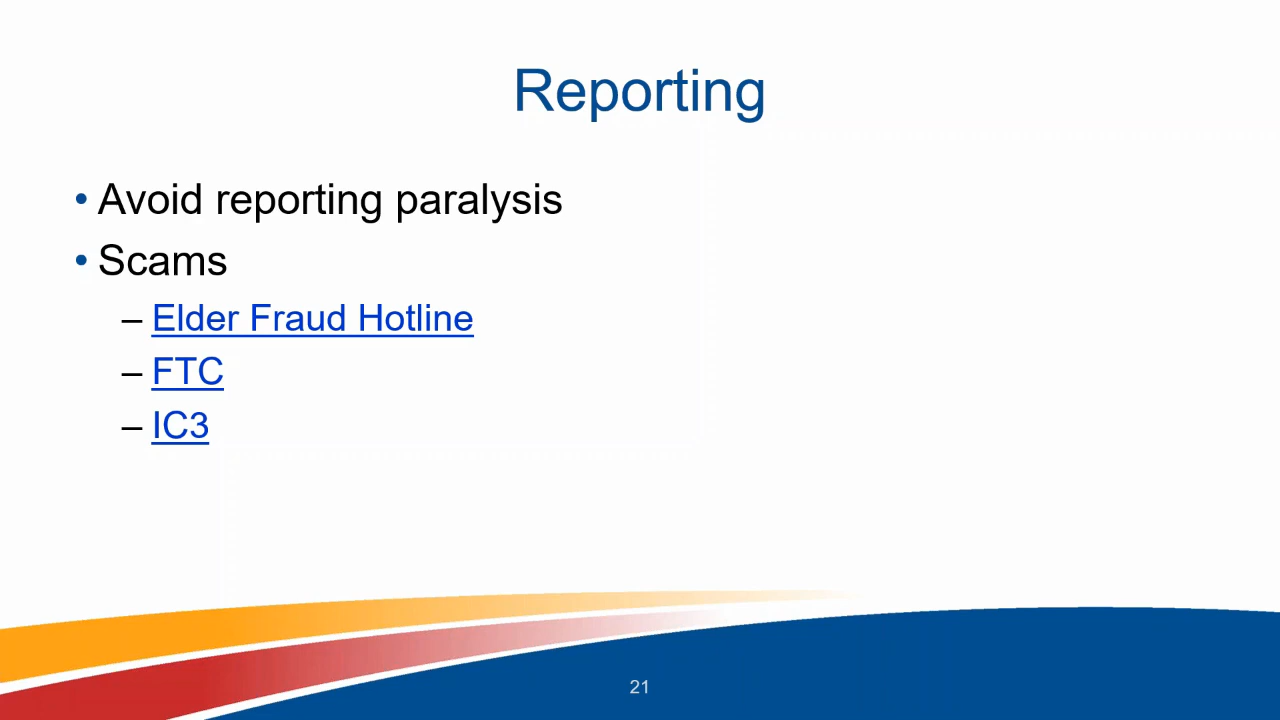 Reporting
• Avoid reporting paralysis
• Scams
– Elder Fraud Hotline
– FTC
– IC3
21